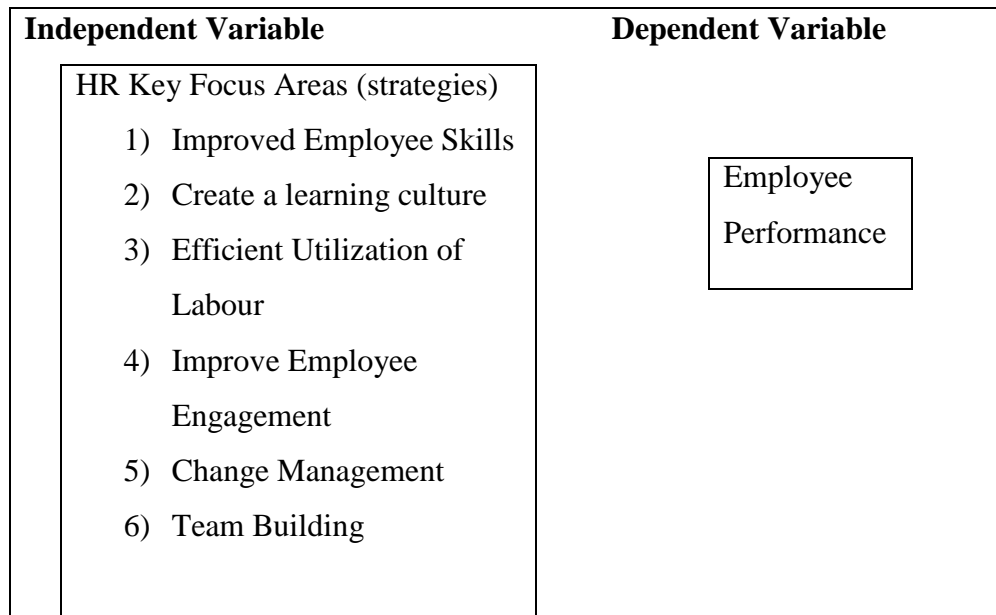 Independent Variable
Dependent Variable
HR Key Focus Areas (strategies)
1) Improved Employee Skills
2) Create a learning culture
3) Efficient Utilization of
Labour
4) Improve Employee
Engagement
5) Change Management
6) Team Building
Employee
Performance